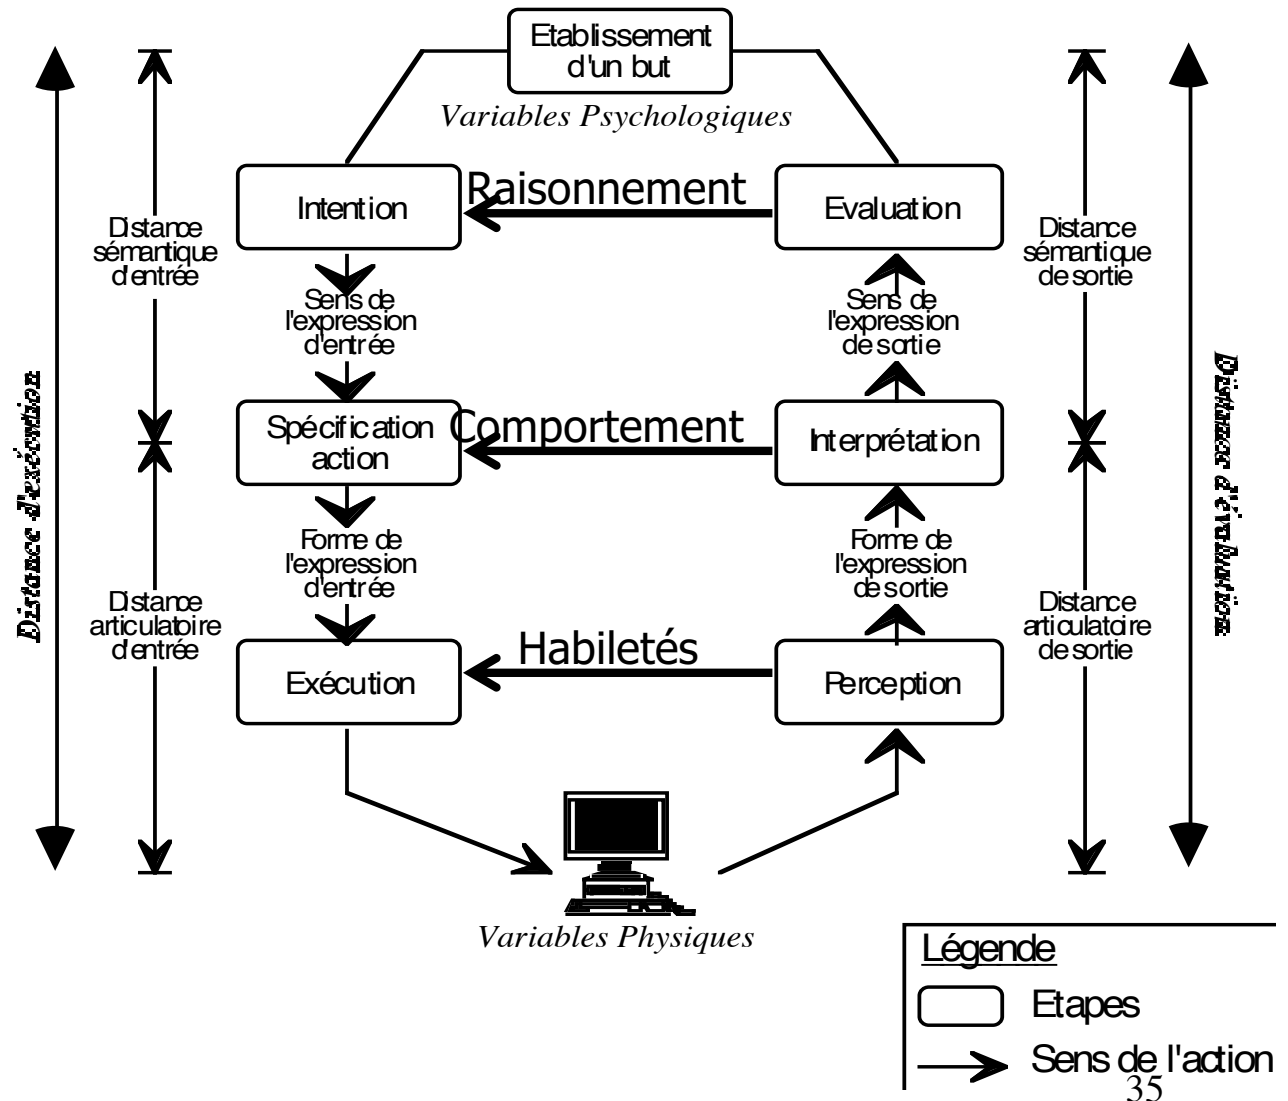 Etablissement
d'un but
Variables Psychologiques
Intention
Raisonnement
Evaluation
Distance
sémantique
d'entrée
Distance
sémantique
de sortie
Sens de
l'expression
d'entrée
Sens de
l'expression
de sortie
Distance d'exécution
Distance d'évaluation
Spécification
action
Comportement
Interprétation
Forme de
l'expression
d'entrée
Forme de
l'expression
de sortie
Distance
articulatoire
d'entrée
Distance
articulatoire
de sortie
Exécution
Habiletés
Perception
Variables Physiques
Légende
Etapes
Sens de l'action
35